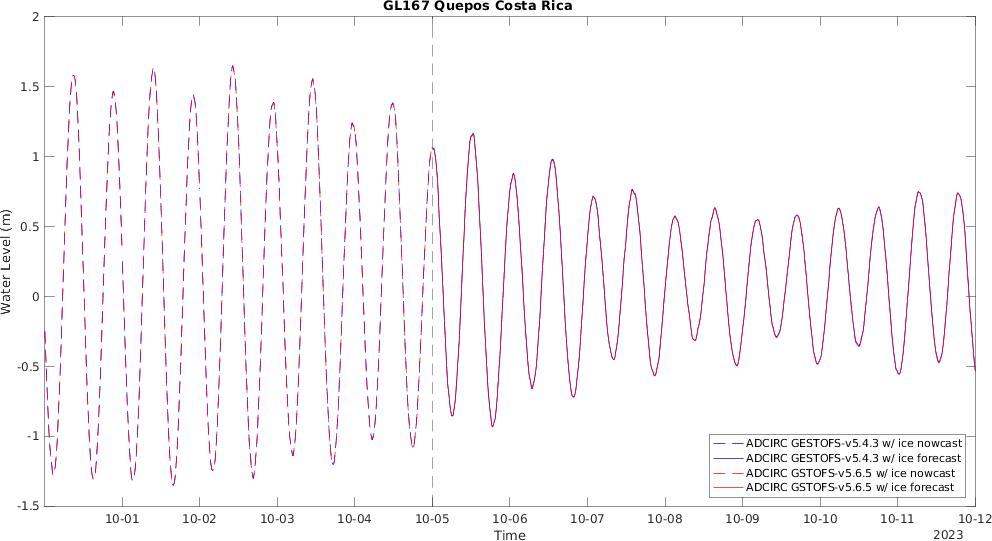 GL167 Quepos Costa Rica
2
1.5
1
0.5
0
-0.5
-1
-1.5
Water Level (m)
ADCIRC GESTOFS-v5.4.3 w/ ice nowcast
ADCIRC GESTOFS-v5.4.3 w/ ice forecast
ADCIRC GSTOFS-v5.6.5 w/ ice nowcast
ADCIRC GSTOFS-v5.6.5 w/ ice forecast
10-01 10-02 10-03 10-04 10-05 10-06 10-07 10-08 10-09 10-10 10-11 10-12
Time
2023